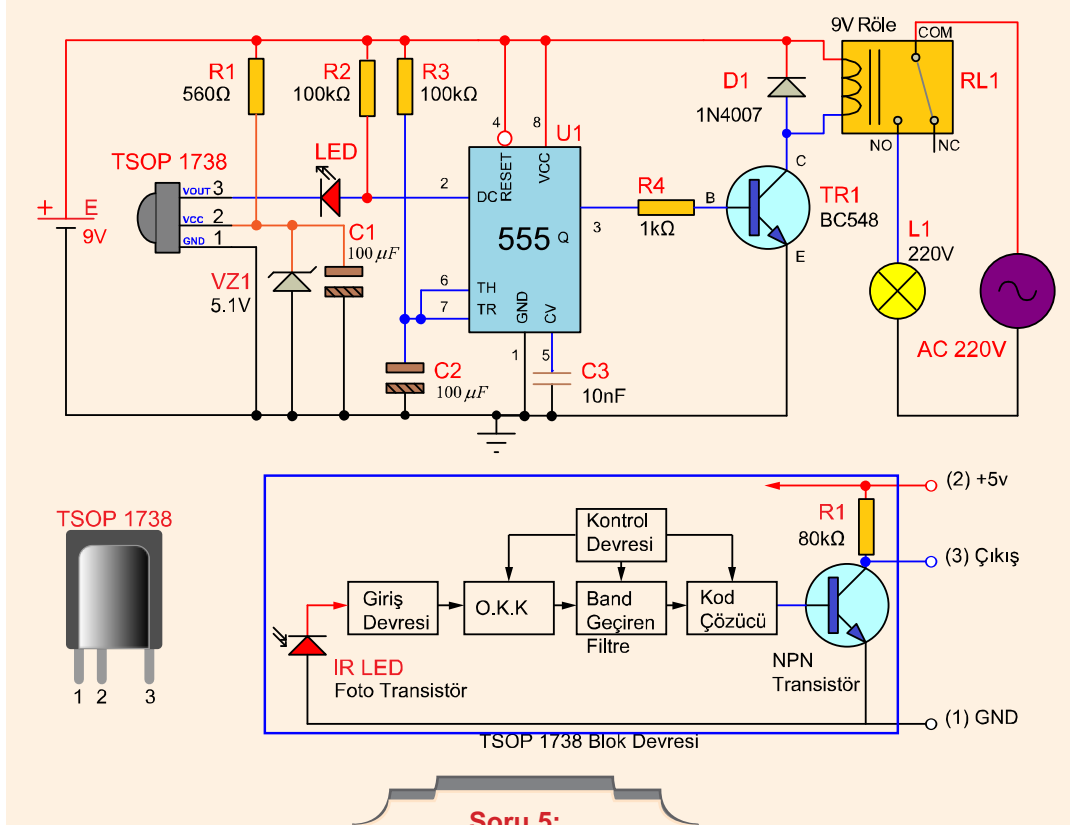 9V Röle
COM
RL1
NO
NC
R1
560Ω
R2
100kΩ
R3
100kΩ
D1
1N4007
4
8
U1
RESET
VCC
TSOP 1738
LED
VOUT 3
VCC 2
GND 1
2
DC
555
Q
3
R4
1kΩ
B
C
E
TR1
BC548
L1
220V
+ E
9V
C1
100 µF
VZ1
5.1V
6
TH
7
TR
GND
CV
1
5
AC 220V
C2
100 µF
C3
10nF
(2) +5v
R1
80kΩ
(3) Çıkış
TSOP 1738
Kontrol
Devresi
Giriş
Devresi
O.K.K
Band
Geçiren
Filtre
Kod
Çözücü
IR LED
Foto Transistör
NPN
Transistör
1 2 3
(1) GND
TSOP 1738 Blok Devresi
Soru 5: